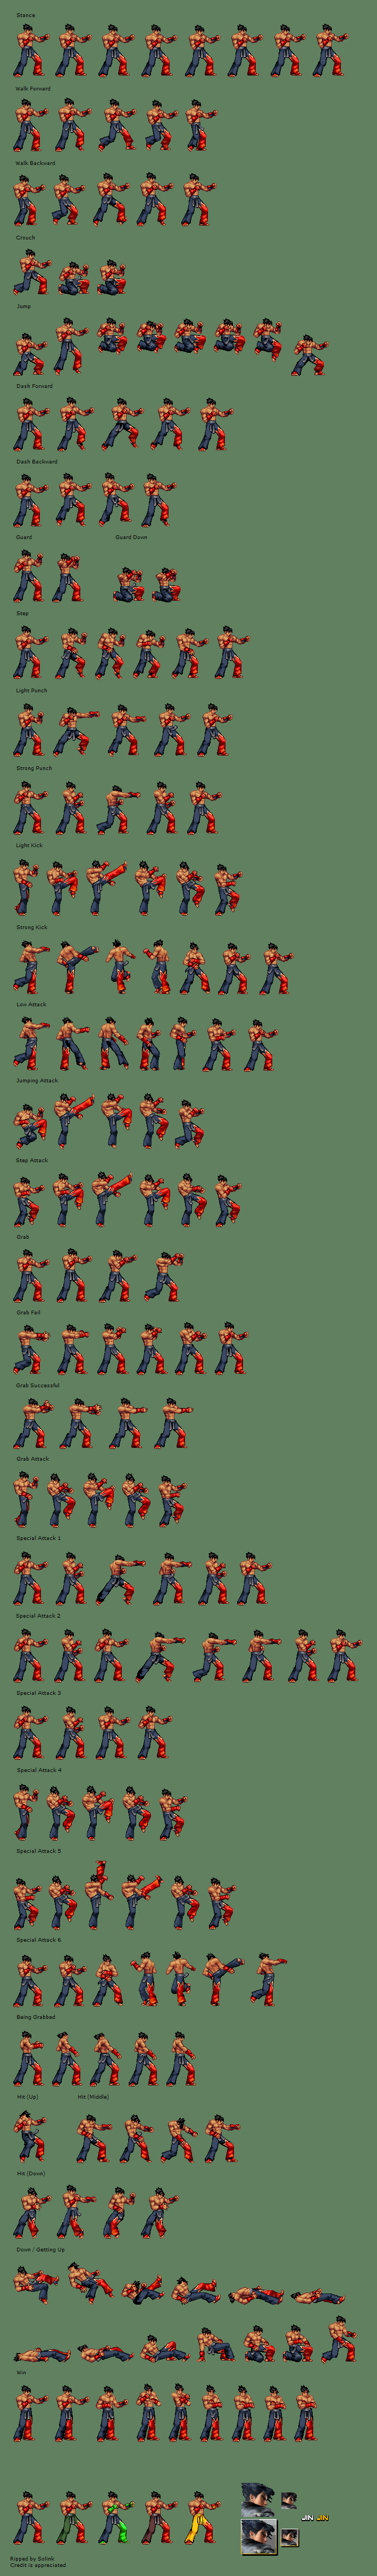 Stance
Walk Forward
Walk Backward
Crouch
Jump
Dash Forward
Dash Backward
Guard
Guard Down
Step
Light Punch
Strong Punch
Light Kick
Strong Kick
Low Attack
Jumping Attack
Step Attack
Grab
Grab Fail
Grab Successful
Grab Attack
Special Attack 1
Special Attack 2
Special Attack 3
Special Attack 4
Special Attack 5
Special Attack 6
Being Grabbed
Hit (Up)
Hit (Middle)
Hit (Down)
Down / Getting Up
Win
JIN JIN
Ripped by Solink
Credit is appreciated